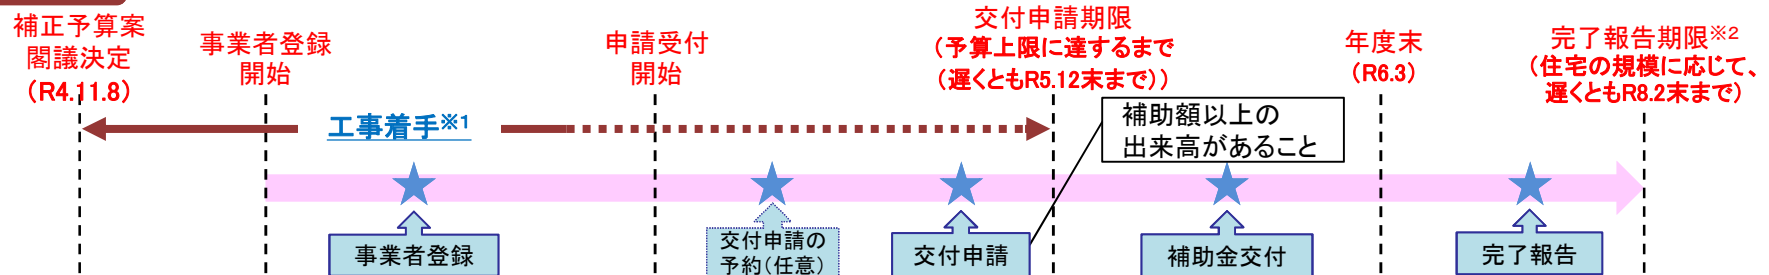 補正予算案
閣議決定
（R4.11.8）
事業者登録
開始
申請受付
開始
交付申請期限
（予算上限に達するまで
（遅くともR5.12末まで））
年度末
（R6.3）
完了報告期限※2
（住宅の規模に応じて、
遅くともR8.2末まで）
工事着手※1
補助額以上の
出来高があること
事業者登録
交付申請の
予約（任意）
交付申請
補助金交付
完了報告